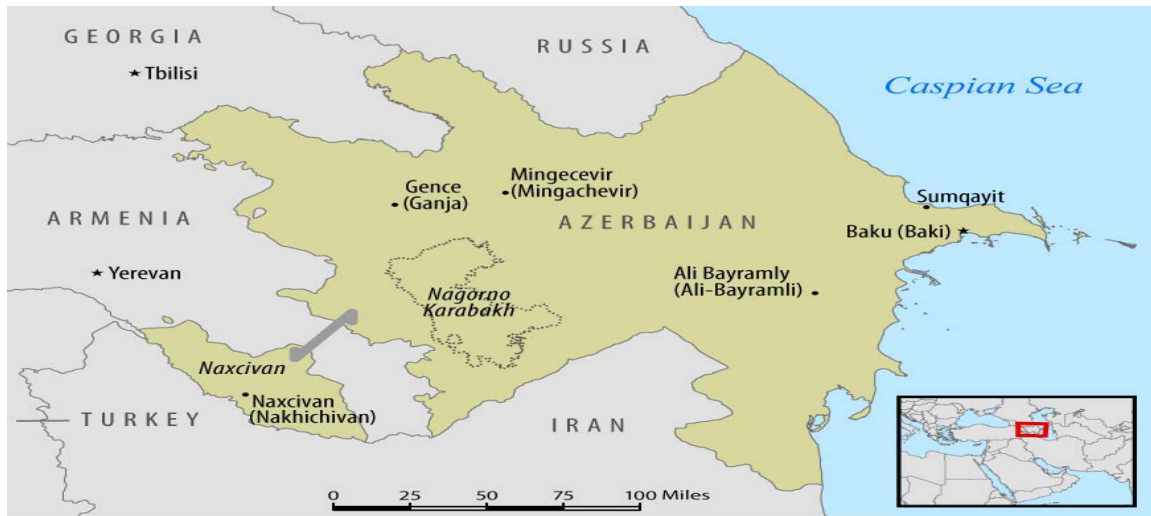 GEORGIA
Tbilisi
RUSSIA
Caspian Sea
Mingecevir
(Mingachevir)
Gence
(Ganja)
ARMENIA
AZERBAIJAN
Sumqayit
Baku (Baki)
Yerevan
Ali Bayramly
(Ali-Bayramli)
Nagorno
Karabakh
Naxcivan
Naxcivan
(Nakhichivan)
TURKEY
IRAN
0 25 50 75 100 Miles